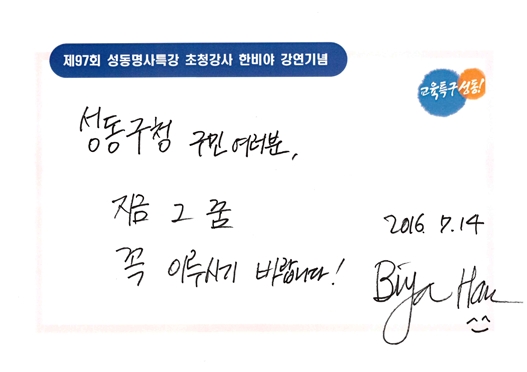 제97회 성동명사특강 초청강사 한비야 강연기념
교육특구 성동!
성동구청 구민 여러분,
지금 그 꿈
꼭 이루시기 바랍니다!
2016. 7. 14
Biya Han
^^